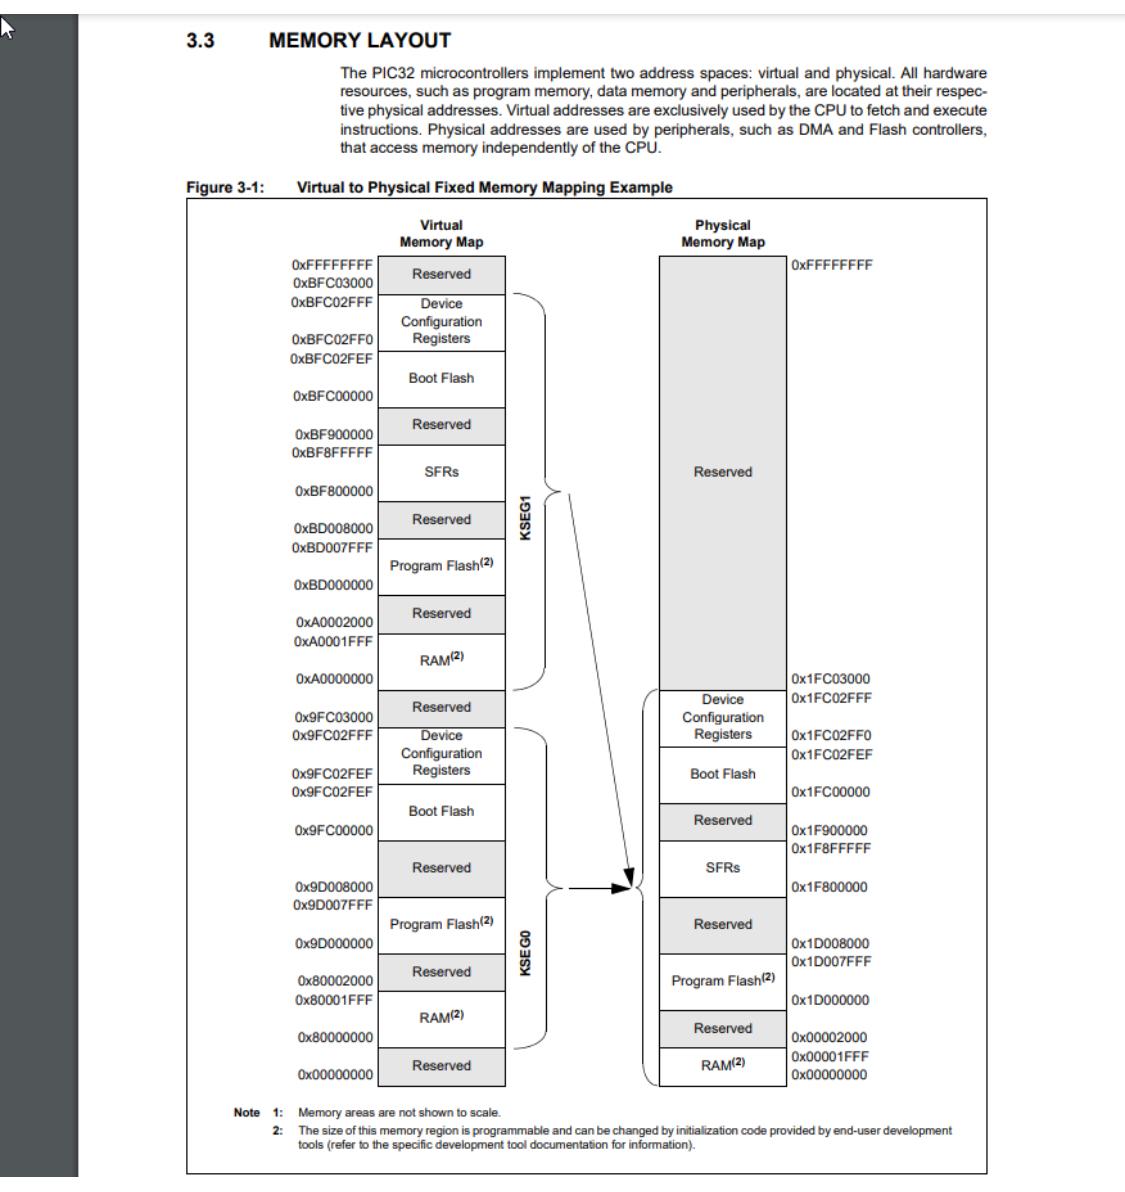 3.3 MEMORY LAYOUT
The PIC32 microcontrollers implement two address spaces: virtual and physical. All hardware
resources, such as program memory, data memory and peripherals, are located at their respec-
tive physical addresses. Virtual addresses are exclusively used by the CPU to fetch and execute
instructions. Physical addresses are used by peripherals, such as DMA and Flash controllers,
that access memory independently of the CPU.
Figure 3-1: Virtual to Physical Fixed Memory Mapping Example
Virtual
Memory Map
0xFFFFFFFF
Reserved
0xBFC03000
0xBFC02FFF
Device
Configuration
Registers
0xBFC02FF0
0xBFC02FEF
Boot Flash
0xBFC00000
Reserved
0xBF900000
0xBF8FFFFF
SFRs
0xBF800000
Reserved
0xBD008000
0xBD007FFF
Program Flash(2)
0xBD000000
Reserved
0xA0002000
0xA0001FFF
RAM(2)
0xA0000000
KSEG1
Reserved
0x9FC03000
0x9FC02FFF
Device
Configuration
Registers
0x9FC02FEF
0x9FC02FEF
Boot Flash
0x9FC00000
Reserved
0x9D008000
0x9D007FFF
Program Flash(2)
0x9D000000
Reserved
0x80002000
0x80001FFF
RAM(2)
0x80000000
KSEG0
Reserved
0x00000000
Physical
Memory Map
0xFFFFFFFF
Reserved
0x1FC03000
0x1FC02FFF
Device
Configuration
Registers
0x1FC02FF0
0x1FC02FEF
Boot Flash
0x1FC00000
Reserved
0x1F900000
0x1F8FFFFF
SFRs
0x1F800000
Reserved
0x1D008000
0x1D007FFF
Program Flash(2)
0x1D000000
Reserved
0x00002000
0x00001FFF
RAM(2)
0x00000000
Note 1: Memory areas are not shown to scale.
2: The size of this memory region is programmable and can be changed by initialization code provided by end-user development
tools (refer to the specific development tool documentation for information).